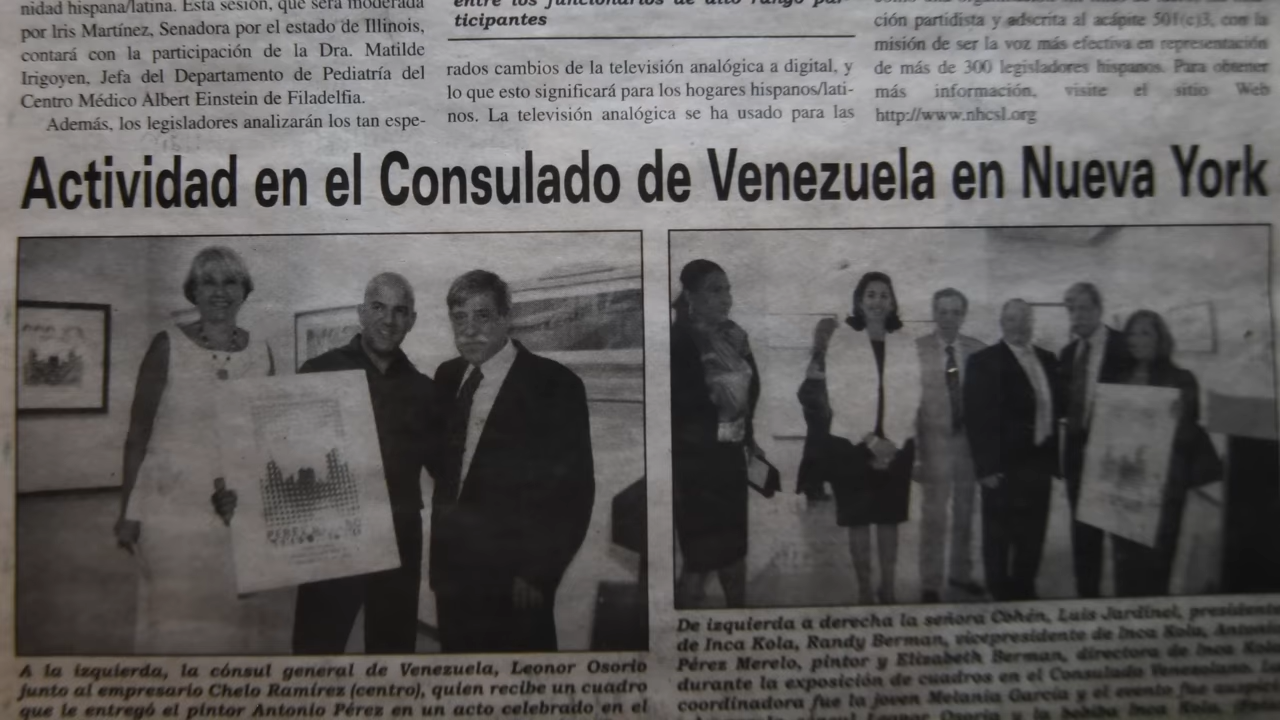 nidad hispana/latina. Esta sesión, que será moderada
por Iris Martínez, Senadora por el estado de Illinois,
contará con la participación de la Dra. Matilde
Irigoyen, Jefa del Departamento de Pediatría del
Centro Médico Albert Einstein de Filadelfia.
Además, los legisladores analizarán los tan espe-
entre los funcionarios de alto rango par-
ticipantes
rados cambios de la televisión analógica a digital, y
lo que esto significará para los hogares hispanos/lati-
nos. La televisión analógica se ha usado para las
ción partidista y adscrita al acápite 501(c)3, con la
misión de ser la voz más efectiva en representación
de más de 300 legisladores hispanos. Para obtener
más información, visite el sitio Web
http://www.nhcsl.org
Actividad en el Consulado de Venezuela en Nueva York
A la izquierda, la cónsul general de Venezuela, Leonor Osorio
junto al empresario Chelo Ramírez (centro), quien recibe un cuadro
que le entregó el pintor Antonio Pérez en un acto celebrado en el
De izquierda a derecha la señora Cohén, Luis Jardinel, presidente
de Inca Kola, Randy Berman, vicepresidente de Inca Kola, Antonio
Pérez Merelo, pintor y Elizabeth Berman, directora de Inca Kola
durante la exposición de cuadros en el Consulado Venezolano. La
coordinadora fue la joven Melania García y el evento fue
cónsul Leonor Osorio y la bebida Inca Kola.